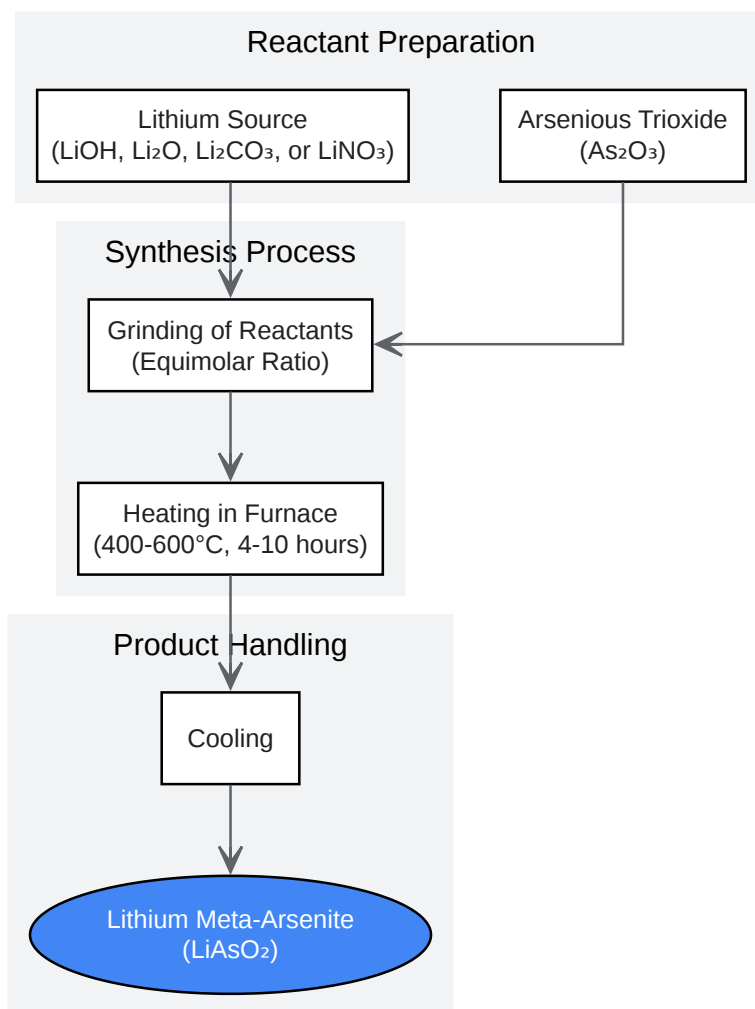 Reactant Preparation
Lithium Source
(LiOH, Li₂O, Li₂CO₃, or LiNO₃)
Arsenious Trioxide
(As₂O₃)
Synthesis Process
Grinding of Reactants
(Equimolar Ratio)
Heating in Furnace
(400-600°C, 4-10 hours)
Product Handling
Cooling
Lithium Meta-Arsenite
(LiAsO₂)